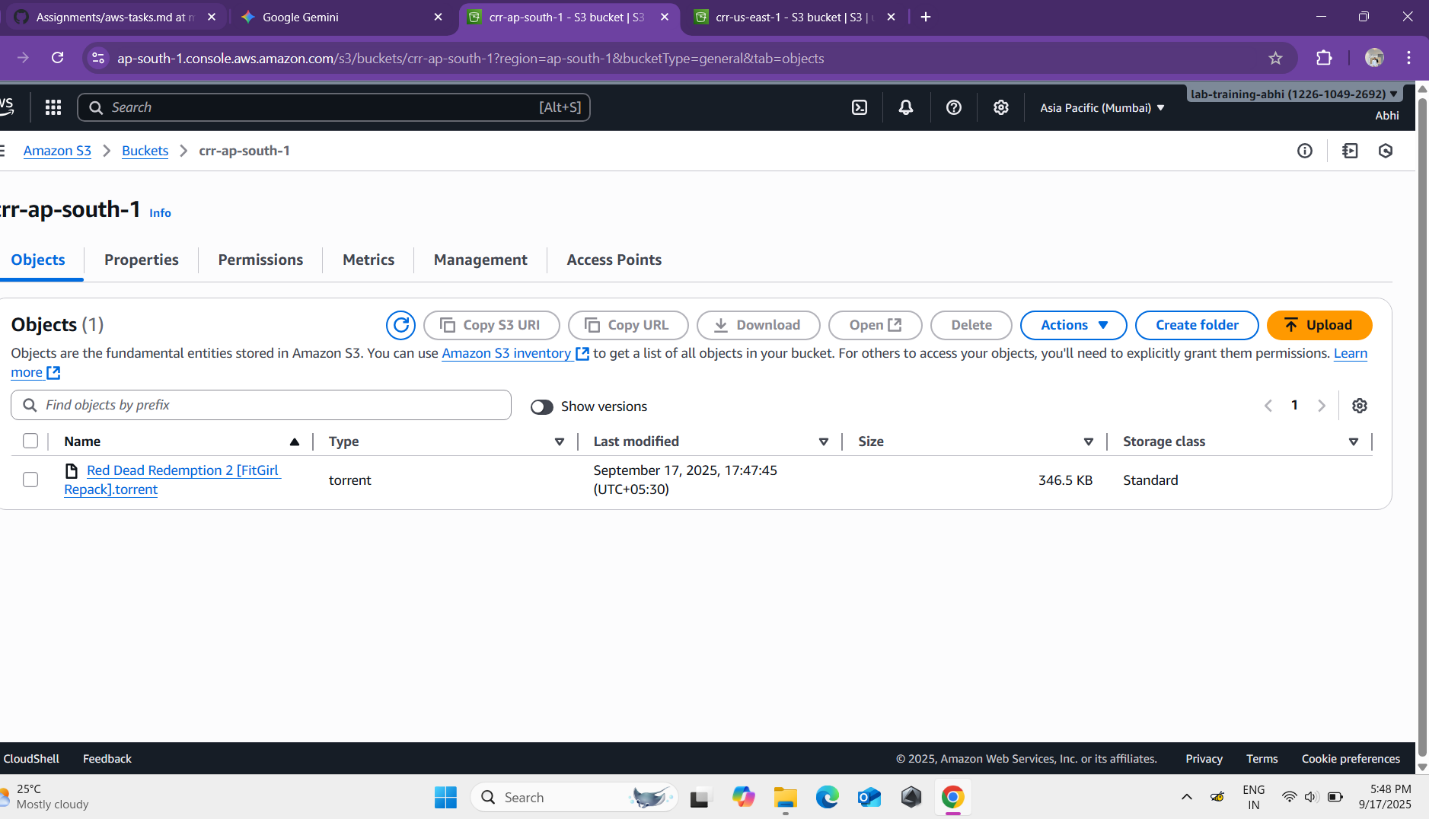 Assignments/aws-tasks.md at m
Google Gemini
crr-ap-south-1 - S3 bucket | S3
crr-us-east-1 - S3 bucket | S3 | u
ap-south-1.console.aws.amazon.com/s3/buckets/crr-ap-south-1?region=ap-south-1&bucketType=general&tab=objects
Search [Alt+S]
Asia Pacific (Mumbai)
lab-training-abhi (1226-1049-2692)
Abhi
Amazon S3
Buckets
crr-ap-south-1
crr-ap-south-1 Info
Objects
Properties
Permissions
Metrics
Management
Access Points
Objects (1)
Copy S3 URI
Copy URL
Download
Open
Delete
Actions
Create folder
Upload
Objects are the fundamental entities stored in Amazon S3. You can use Amazon S3 inventory to get a list of all objects in your bucket. For others to access your objects, you'll need to explicitly grant them permissions. Learn
more
Find objects by prefix
Show versions
1
Name
Type
Last modified
Size
Storage class
Red Dead Redemption 2 [FitGirl
Repack].torrent
torrent
September 17, 2025, 17:47:45
(UTC+05:30)
346.5 KB
Standard
CloudShell
Feedback
© 2025, Amazon Web Services, Inc. or its affiliates.
Privacy
Terms
Cookie preferences
25°C
Mostly cloudy
Search
ENG
IN
5:48 PM
9/17/2025